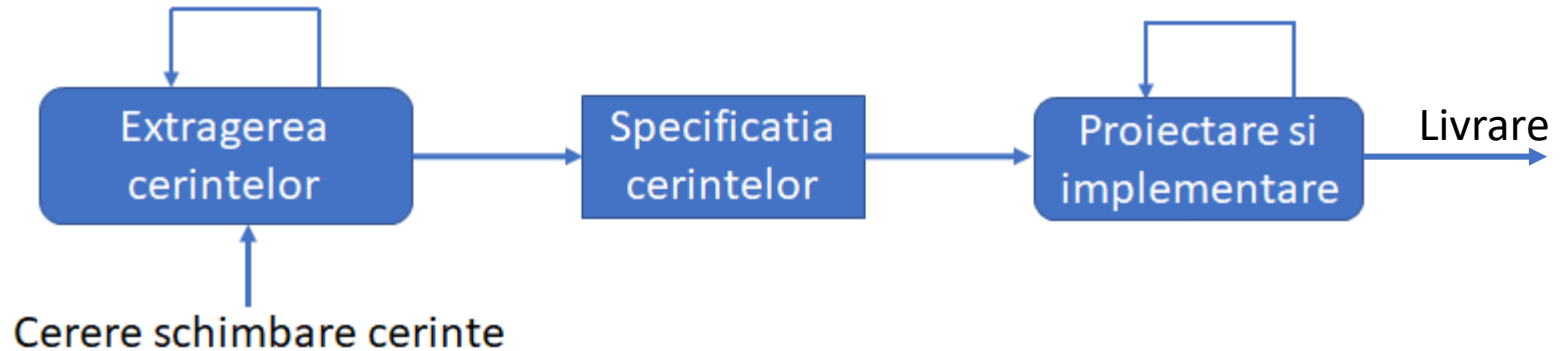 Extragerea
cerintelor
Specificatia
cerintelor
Proiectare si
implementare
Livrare
Cerere schimbare cerinte